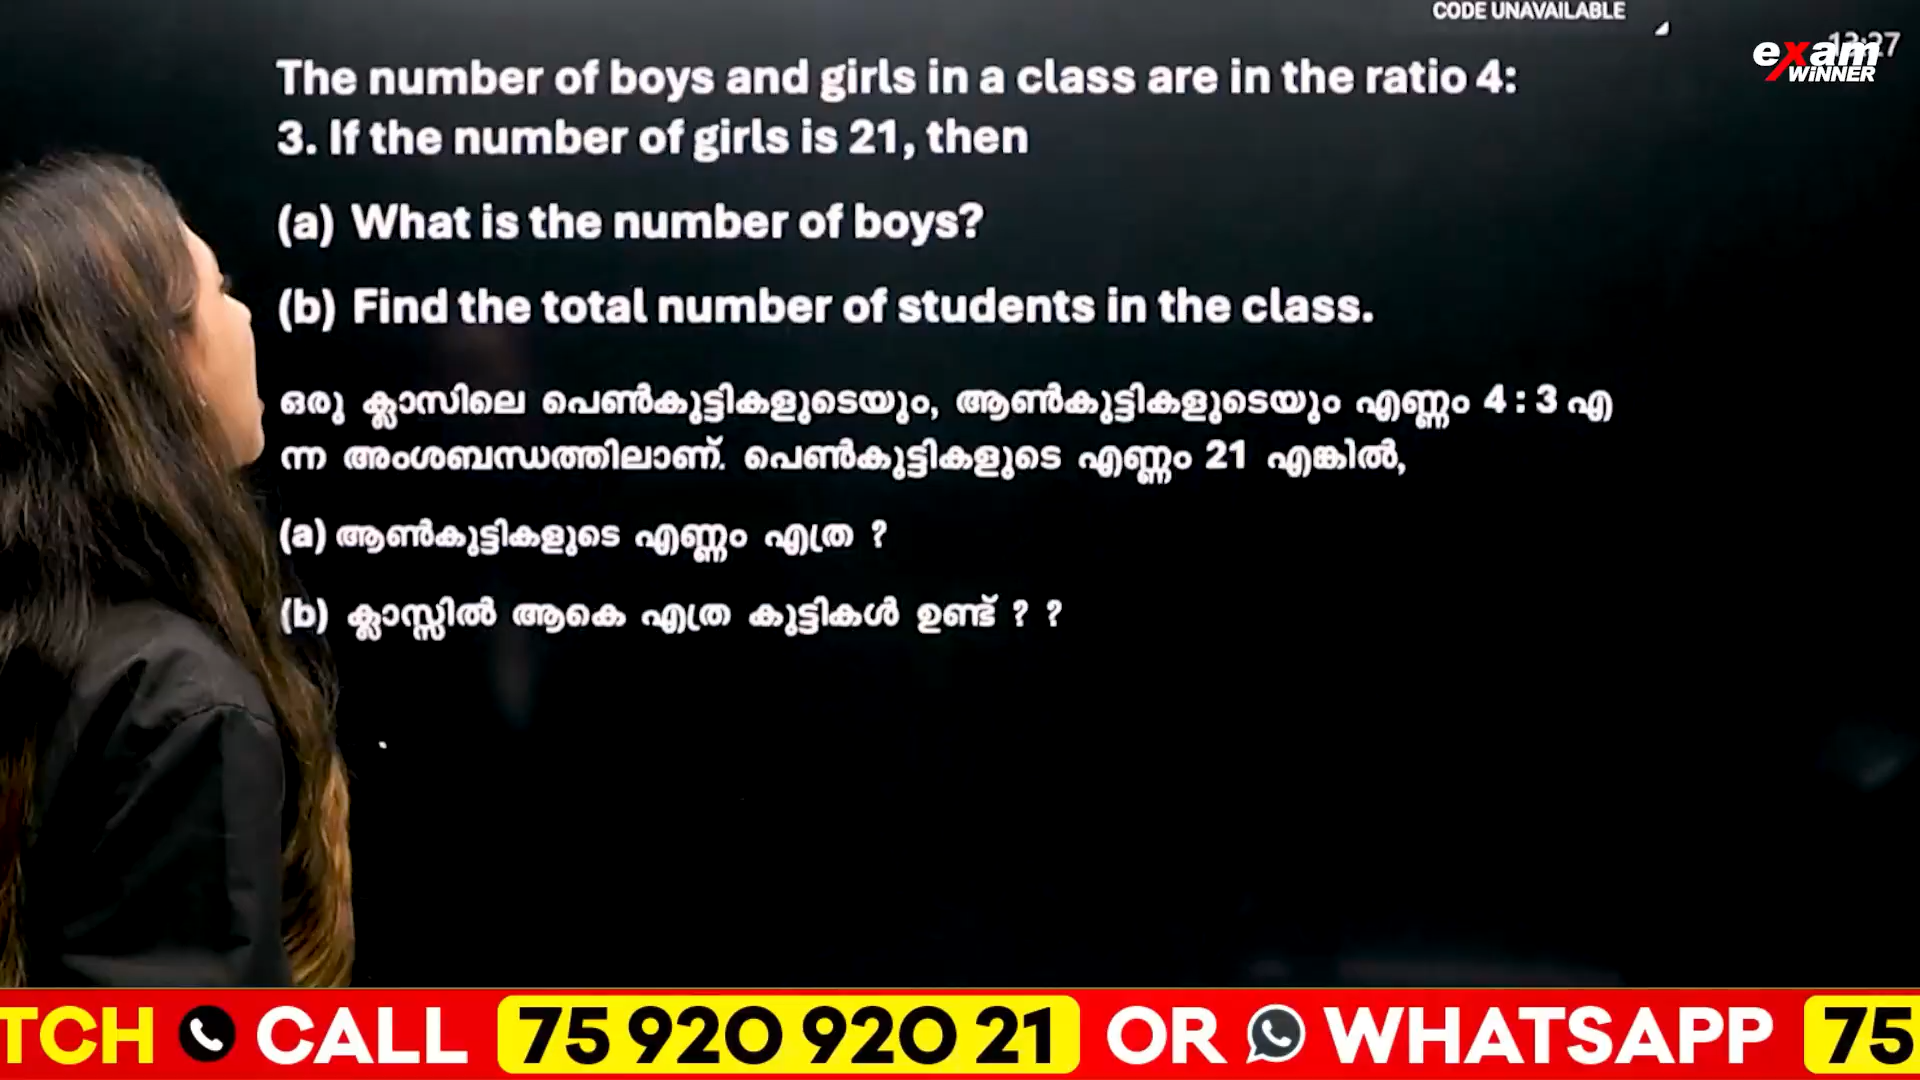 CODE UNAVAILABLE
exam
WiNNER
The number of boys and girls in a class are in the ratio 4:
3. If the number of girls is 21, then
(a) What is the number of boys?
(b) Find the total number of students in the class.
ഒരു ക്ലാസിലെ പെൺകുട്ടികളുടെയും, ആൺകുട്ടികളുടെയും എണ്ണം 4 : 3 എ
ന്ന അംശബന്ധത്തിലാണ്. പെൺകുട്ടികളുടെ എണ്ണം 21 എങ്കിൽ,
(a) ആൺകുട്ടികളുടെ എണ്ണം എത്ര ?
(b) ക്ലാസ്സിൽ ആകെ എത്ര കുട്ടികൾ ഉണ്ട് ? ?
TCH CALL 75 920 920 21 OR WHATSAPP 75